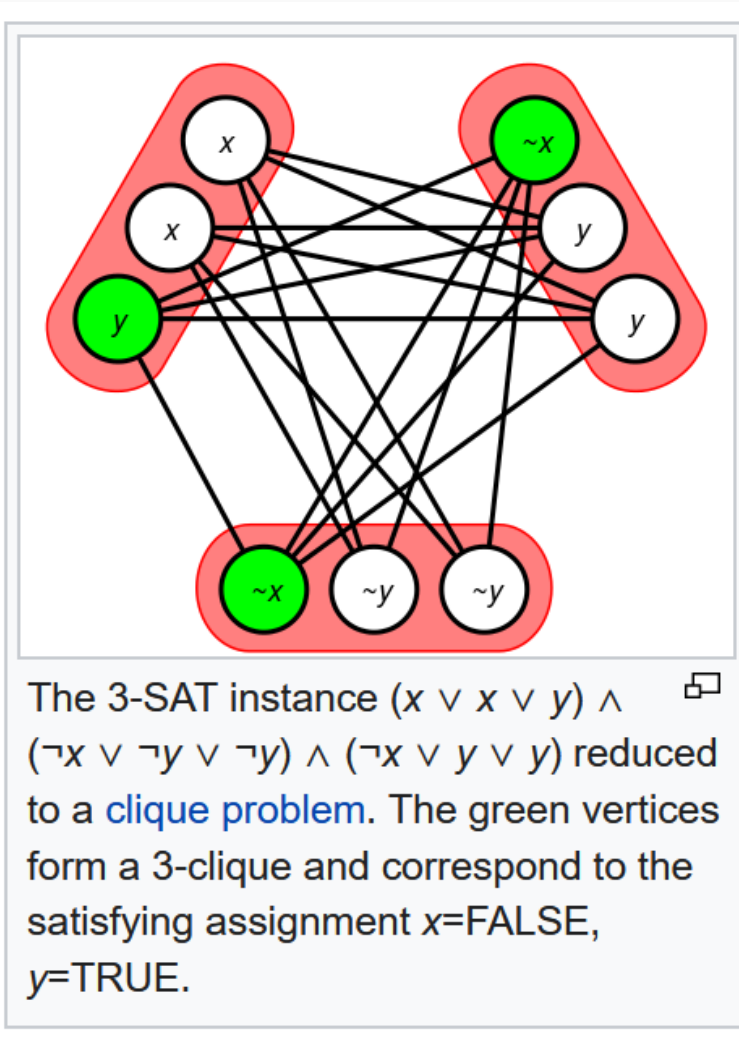 x ~x
x y
y y
~x ~y ~y
The 3-SAT instance (x ∨ x ∨ y) ∧
(¬x ∨ ¬y ∨ ¬y) ∧ (¬x ∨ y ∨ y) reduced
to a clique problem. The green vertices
form a 3-clique and correspond to the
satisfying assignment x=FALSE,
y=TRUE.